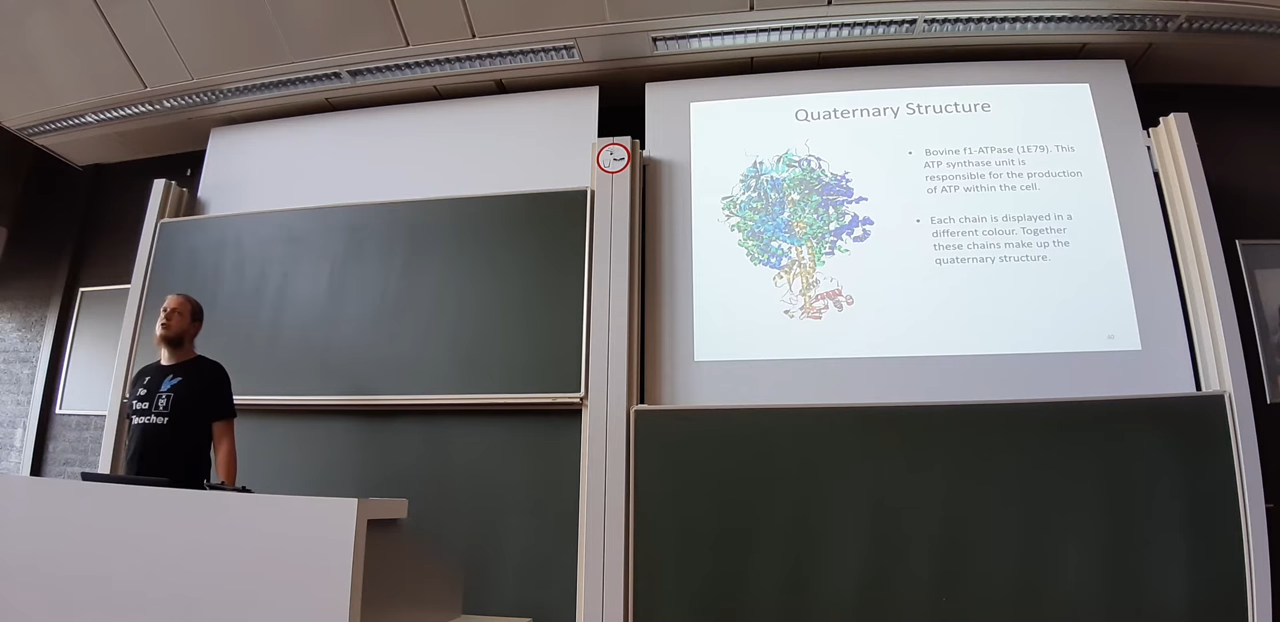 Quaternary Structure
• Bovine f1-ATPase (1E79). This
ATP synthase unit is
responsible for the production
of ATP within the cell.
• Each chain is displayed in a
different colour. Together
these chains make up the
quaternary structure.
T
Te
Tea
Teacher